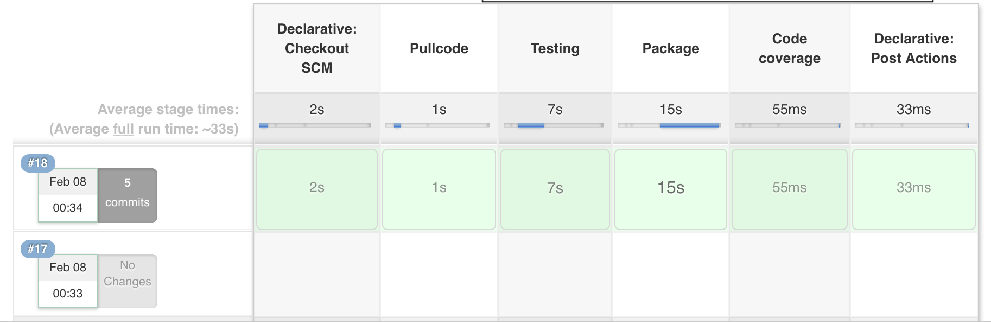 Declarative:
Checkout
SCM
Pullcode
Testing
Package
Code
coverage
Declarative:
Post Actions
Average stage times:
(Average full run time: ~33s)
2s
1s
7s
15s
55ms
33ms
#18
Feb 08
00:34
5
commits
2s
1s
7s
15s
55ms
33ms
#17
Feb 08
00:33
No
Changes